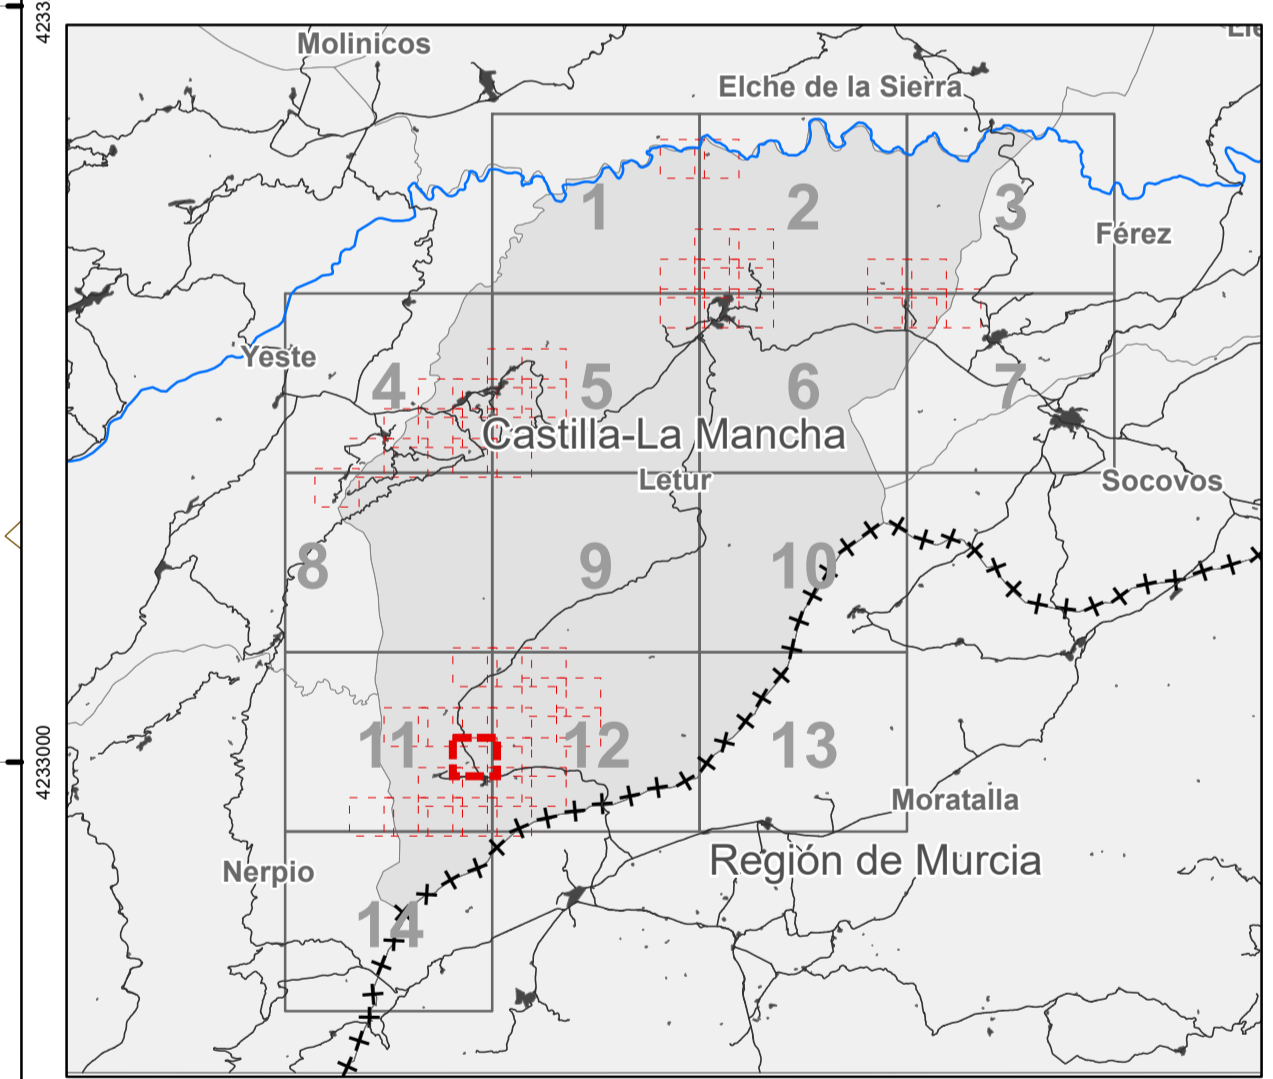 4233
Molinicos
Elche de la Sierra
1
2
3
Férez
Yeste
4
5
6
7
Castilla-La Mancha
Letur
Socovos
8
9
10
11
12
13
4233000
Moratalla
Región de Murcia
Nerpio
14